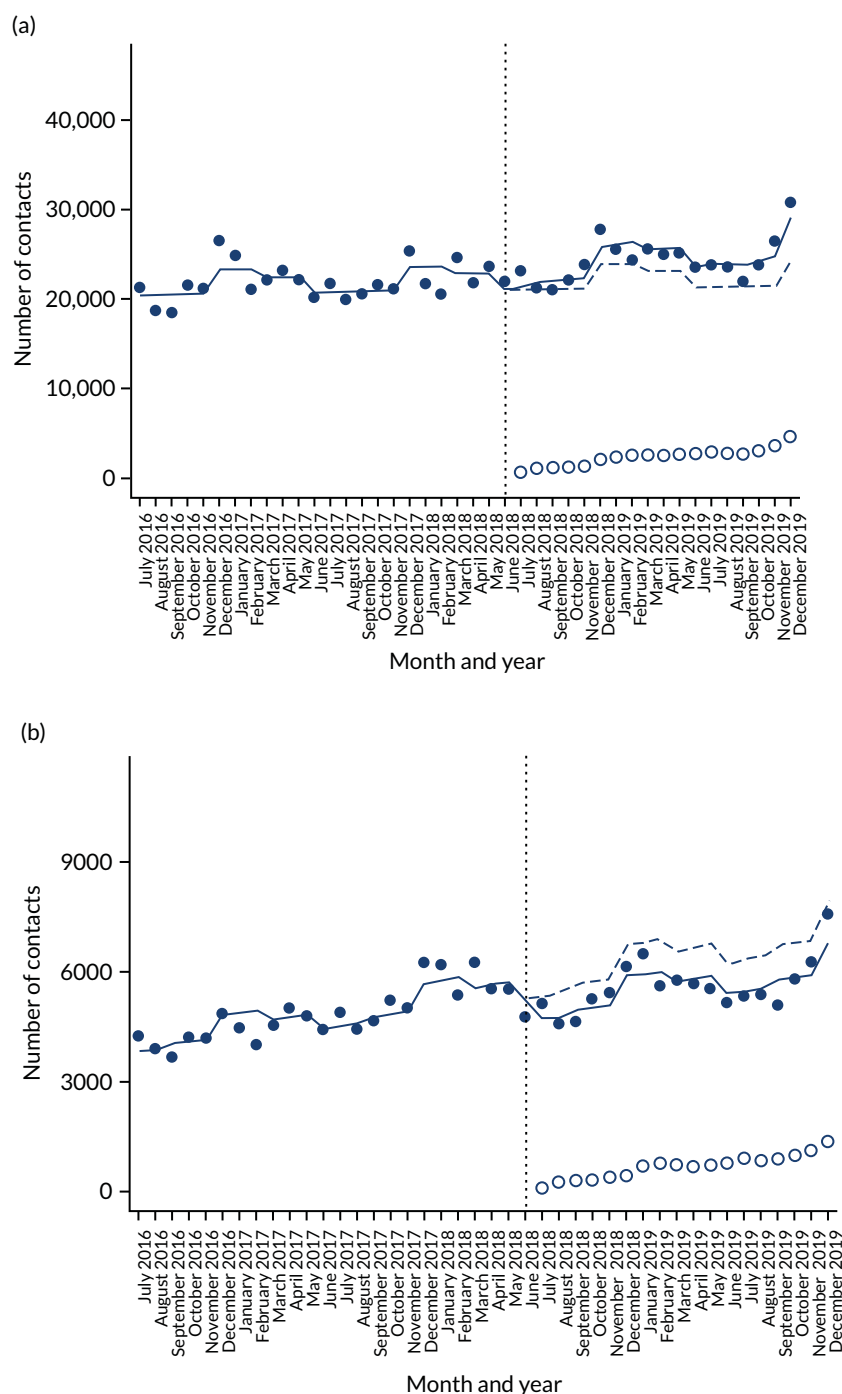 (a)
Number of contacts
40,000
30,000
20,000
10,000
0
July 2016
August 2016
September 2016
October 2016
November 2016
December 2016
January 2017
February 2017
March 2017
April 2017
May 2017
June 2017
July 2017
August 2017
September 2017
October 2017
November 2017
December 2017
January 2018
February 2018
March 2018
April 2018
May 2018
June 2018
July 2018
August 2018
September 2018
October 2018
November 2018
December 2018
January 2019
February 2019
March 2019
April 2019
May 2019
June 2019
July 2019
August 2019
September 2019
October 2019
November 2019
December 2019
Month and year
(b)
Number of contacts
9000
6000
3000
0
July 2016
August 2016
September 2016
October 2016
November 2016
December 2016
January 2017
February 2017
March 2017
April 2017
May 2017
June 2017
July 2017
August 2017
September 2017
October 2017
November 2017
December 2017
January 2018
February 2018
March 2018
April 2018
May 2018
June 2018
July 2018
August 2018
September 2018
October 2018
November 2018
December 2018
January 2019
February 2019
March 2019
April 2019
May 2019
June 2019
July 2019
August 2019
September 2019
October 2019
November 2019
December 2019
Month and year